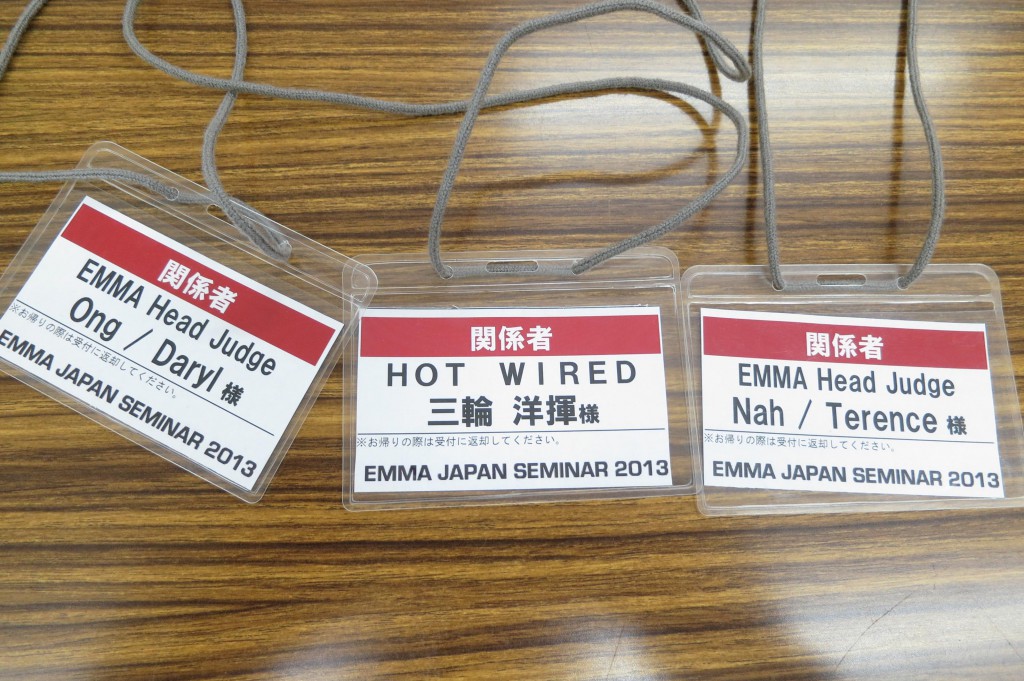 関係者
EMMA Head Judge
Ong / Daryl 様
※お帰りの際は受付に返却してください。
EMMA JAPAN SEMINAR 2013
関係者
HOT WIRED
三輪 洋揮様
※お帰りの際は受付に返却してください。
EMMA JAPAN SEMINAR 2013
関係者
EMMA Head Judge
Nah / Terence 様
※お帰りの際は受付に返却してください。
EMMA JAPAN SEMINAR 2013